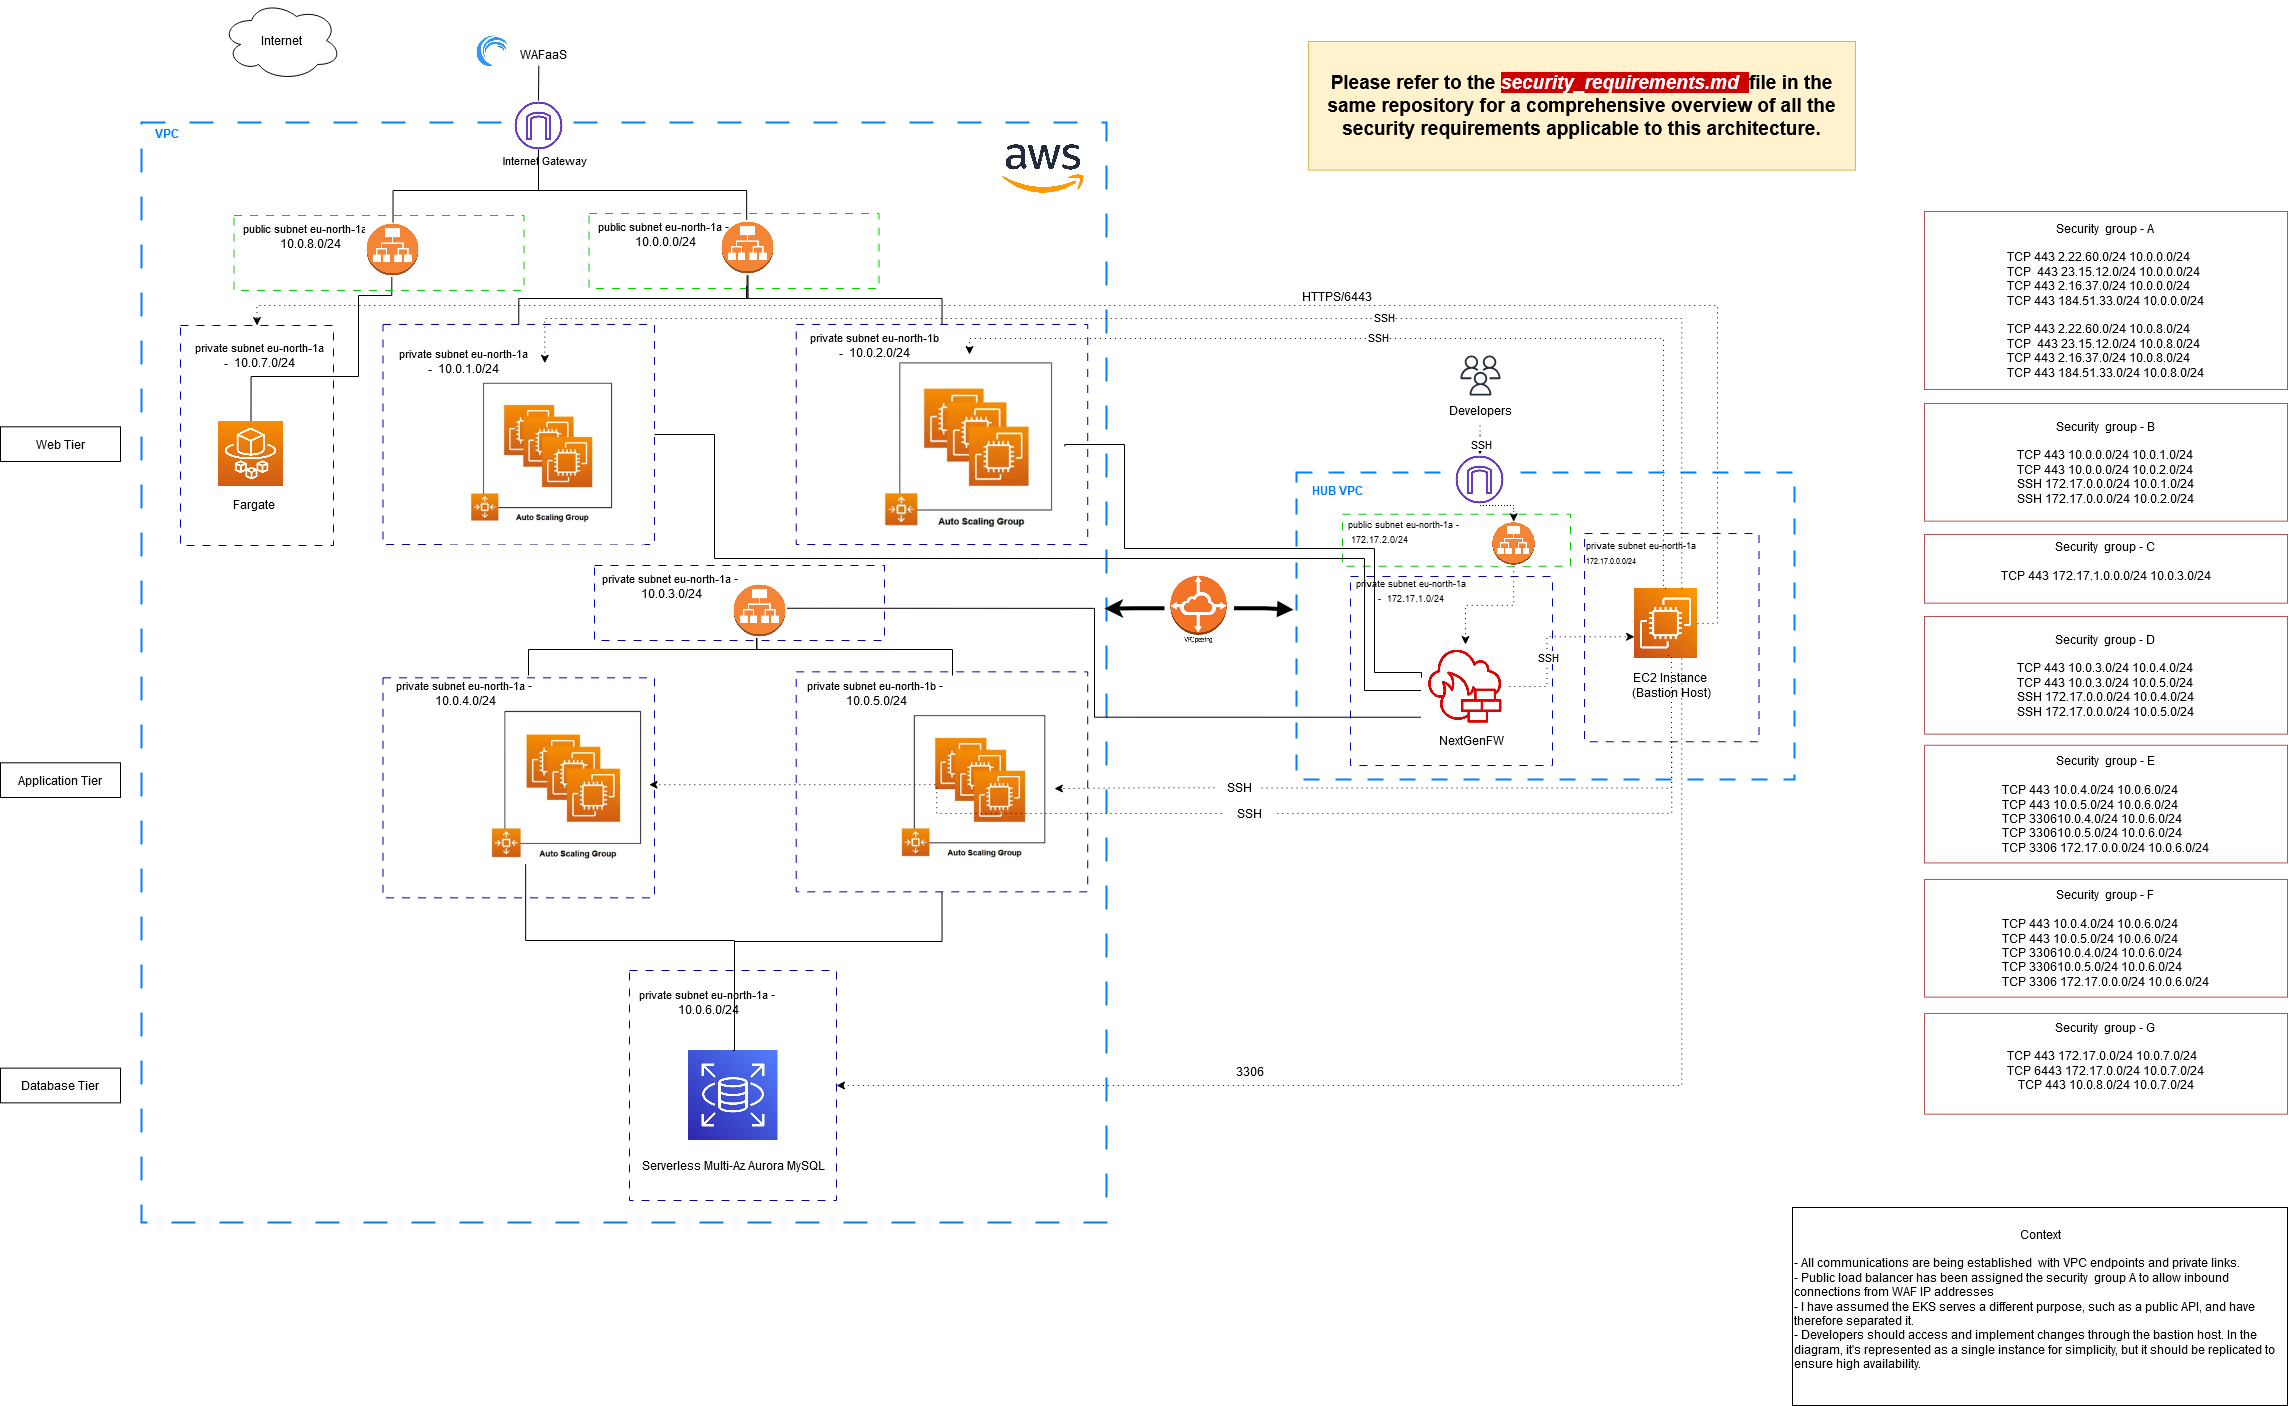 Internet
WAFaaS
Please refer to the security_requirements.md file in the
same repository for a comprehensive overview of all the
security requirements applicable to this architecture.
VPC
Internet Gateway
aws
public subnet eu-north-1a
10.0.8.0/24
public subnet eu-north-1a -
10.0.0.0/24
HTTPS/6443
SSH
SSH
private subnet eu-north-1a
- 10.0.7.0/24
private subnet eu-north-1a
- 10.0.1.0/24
private subnet eu-north-1b
- 10.0.2.0/24
Developers
SSH
Web Tier
Fargate
Auto Scaling Group
Auto Scaling Group
HUB VPC
public subnet eu-north-1a -
172.17.2.0/24
private subnet eu-north-1a
172.17.0.0.0/24
private subnet eu-north-1a
- 172.17.1.0/24
private subnet eu-north-1a -
10.0.3.0/24
VPC peering
SSH
EC2 Instance
(Bastion Host)
NextGenFW
private subnet eu-north-1a -
10.0.4.0/24
private subnet eu-north-1b -
10.0.5.0/24
Application Tier
SSH
SSH
Auto Scaling Group
Auto Scaling Group
private subnet eu-north-1a -
10.0.6.0/24
Database Tier
3306
Serverless Multi-Az Aurora MySQL
Security group - A
TCP 443 2.22.60.0/24 10.0.0.0/24
TCP 443 23.15.12.0/24 10.0.0.0/24
TCP 443 2.16.37.0/24 10.0.0.0/24
TCP 443 184.51.33.0/24 10.0.0.0/24
TCP 443 2.22.60.0/24 10.0.8.0/24
TCP 443 23.15.12.0/24 10.0.8.0/24
TCP 443 2.16.37.0/24 10.0.8.0/24
TCP 443 184.51.33.0/24 10.0.8.0/24
Security group - B
TCP 443 10.0.0.0/24 10.0.1.0/24
TCP 443 10.0.0.0/24 10.0.2.0/24
SSH 172.17.0.0.0/24 10.0.1.0/24
SSH 172.17.0.0.0/24 10.0.2.0/24
Security group - C
TCP 443 172.17.1.0.0.0/24 10.0.3.0/24
Security group - D
TCP 443 10.0.3.0/24 10.0.4.0/24
TCP 443 10.0.3.0/24 10.0.5.0/24
SSH 172.17.0.0.0/24 10.0.4.0/24
SSH 172.17.0.0.0/24 10.0.5.0/24
Security group - E
TCP 443 10.0.4.0/24 10.0.6.0/24
TCP 443 10.0.5.0/24 10.0.6.0/24
TCP 330610.0.4.0/24 10.0.6.0/24
TCP 330610.0.5.0/24 10.0.6.0/24
TCP 3306 172.17.0.0.0/24 10.0.6.0/24
Security group - F
TCP 443 10.0.4.0/24 10.0.6.0/24
TCP 443 10.0.5.0/24 10.0.6.0/24
TCP 330610.0.4.0/24 10.0.6.0/24
TCP 330610.0.5.0/24 10.0.6.0/24
TCP 3306 172.17.0.0.0/24 10.0.6.0/24
Security group - G
TCP 443 172.17.0.0/24 10.0.7.0/24
TCP 6443 172.17.0.0/24 10.0.7.0/24
TCP 443 10.0.8.0/24 10.0.7.0/24
Context
- All communications are being established with VPC endpoints and private links.
- Public load balancer has been assigned the security group A to allow inbound
connections from WAF IP addresses
- I have assumed the EKS serves a different purpose, such as a public API, and have
therefore separated it.
- Developers should access and implement changes through the bastion host. In the
diagram, it's represented as a single instance for simplicity, but it should be replicated to
ensure high availability.